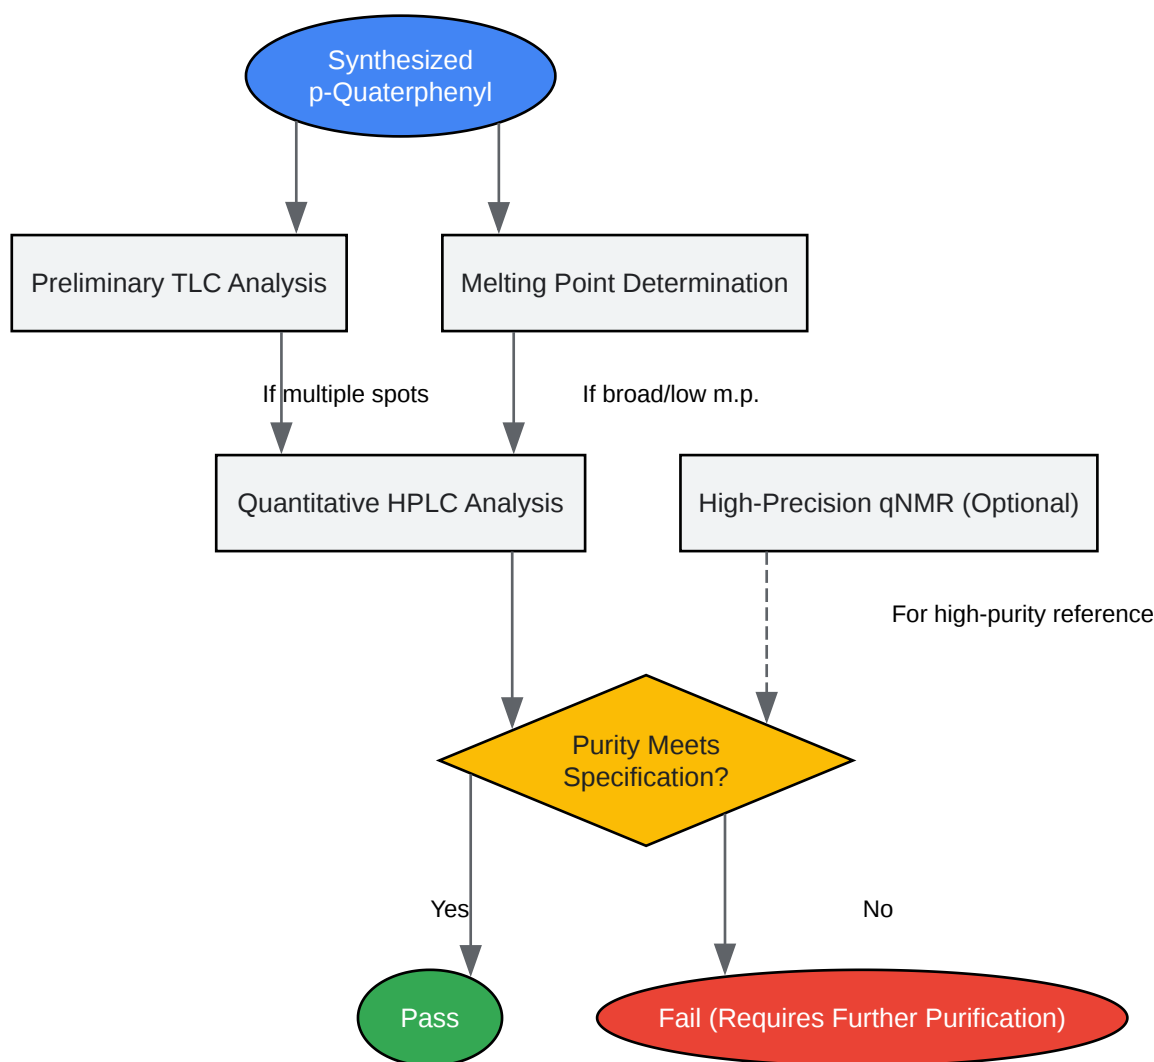 Synthesized
p-Quaterphenyl
Preliminary TLC Analysis
Melting Point Determination
If multiple spots
If broad/low m.p.
Quantitative HPLC Analysis
High-Precision qNMR (Optional)
For high-purity reference
Purity Meets
Specification?
Yes
No
Pass
Fail (Requires Further Purification)